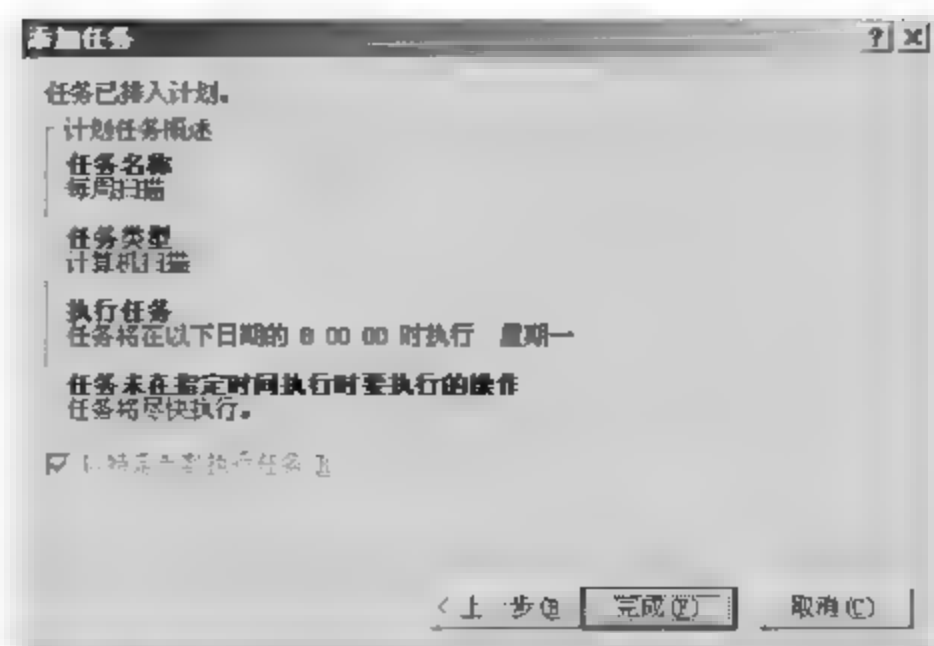 添加任务
任务已排入计划。
计划任务概述
任务名称
每周扫描
任务类型
计算机扫描
执行任务
任务将在以下日期的 8 00 00 时执行 星期一
任务未在指定时间执行时要执行的操作
任务将尽快执行。
执行任务
< 上 步(B)
完成(F)
取消(C)